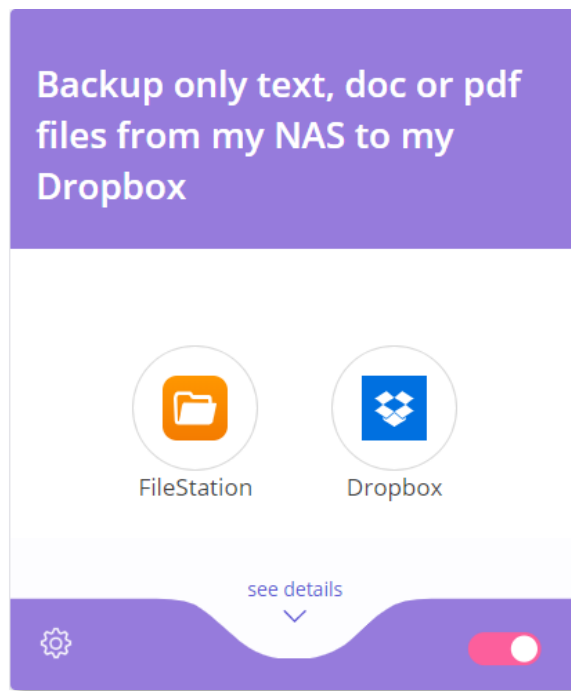 Backup only text, doc or pdf
files from my NAS to my
Dropbox
FileStation
Dropbox
see details